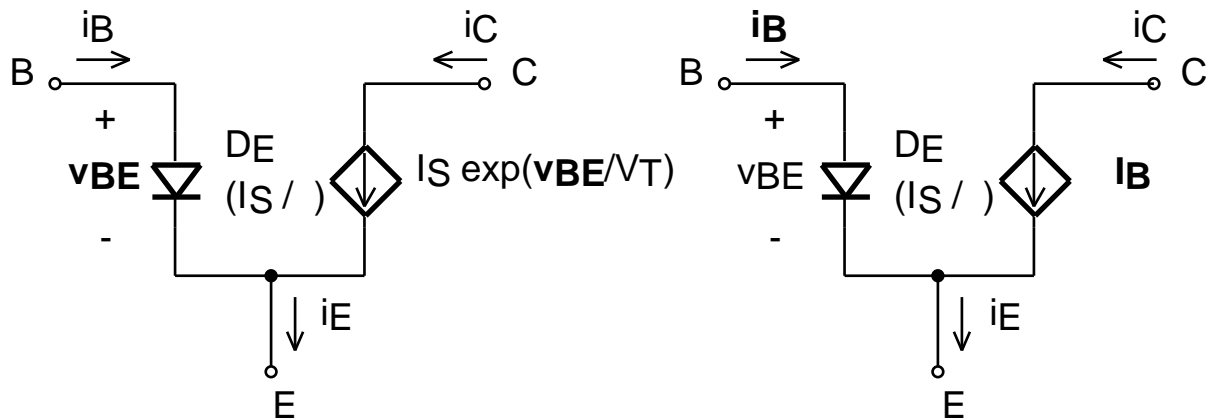 iB
iC
B
C
+
vBE
-
DE
(IS / )
IS exp(vBE/VT)
iE
E
iB
iC
B
C
+
vBE
-
DE
(IS / )
IB
iE
E